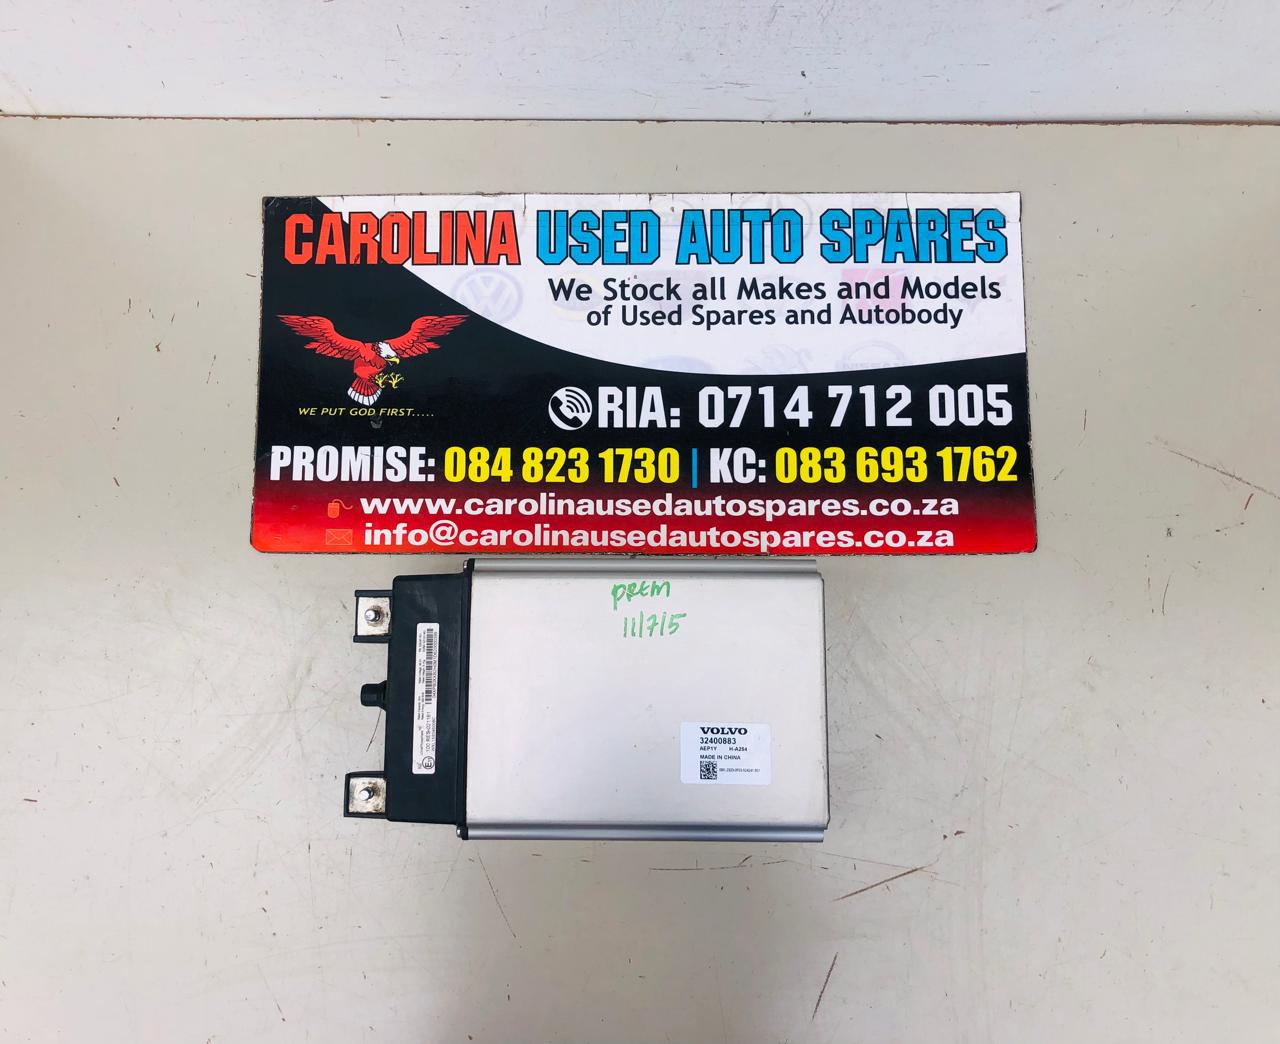 CAROLINA USED AUTO SPARES
We Stock all Makes and Models
of Used Spares and Autobody
WE PUT GOD FIRST.....
RIA: 0714 712 005
PROMISE: 084 823 1730 | KC: 083 693 1762
www.carolinausedautospares.co.za
info@carolinausedautospares.co.za
PREM
11/7/5
VOLVO
32400883
AEP1Y H-A254
MADE IN CHINA